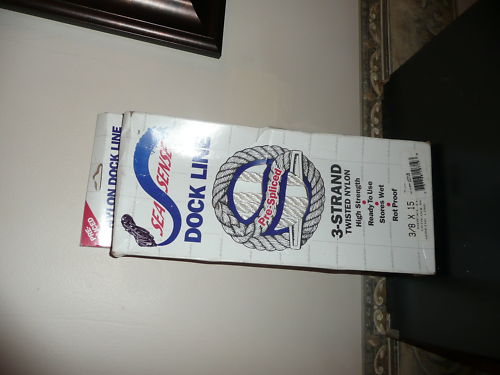 NYLON DOCK LINE
SEA SENSE
DOCK LINE
Pre-Spliced
3-STRAND
TWISTED NYLON
High Strength
Ready To Use
Stores Wet
Rot Proof
3/8 X 15